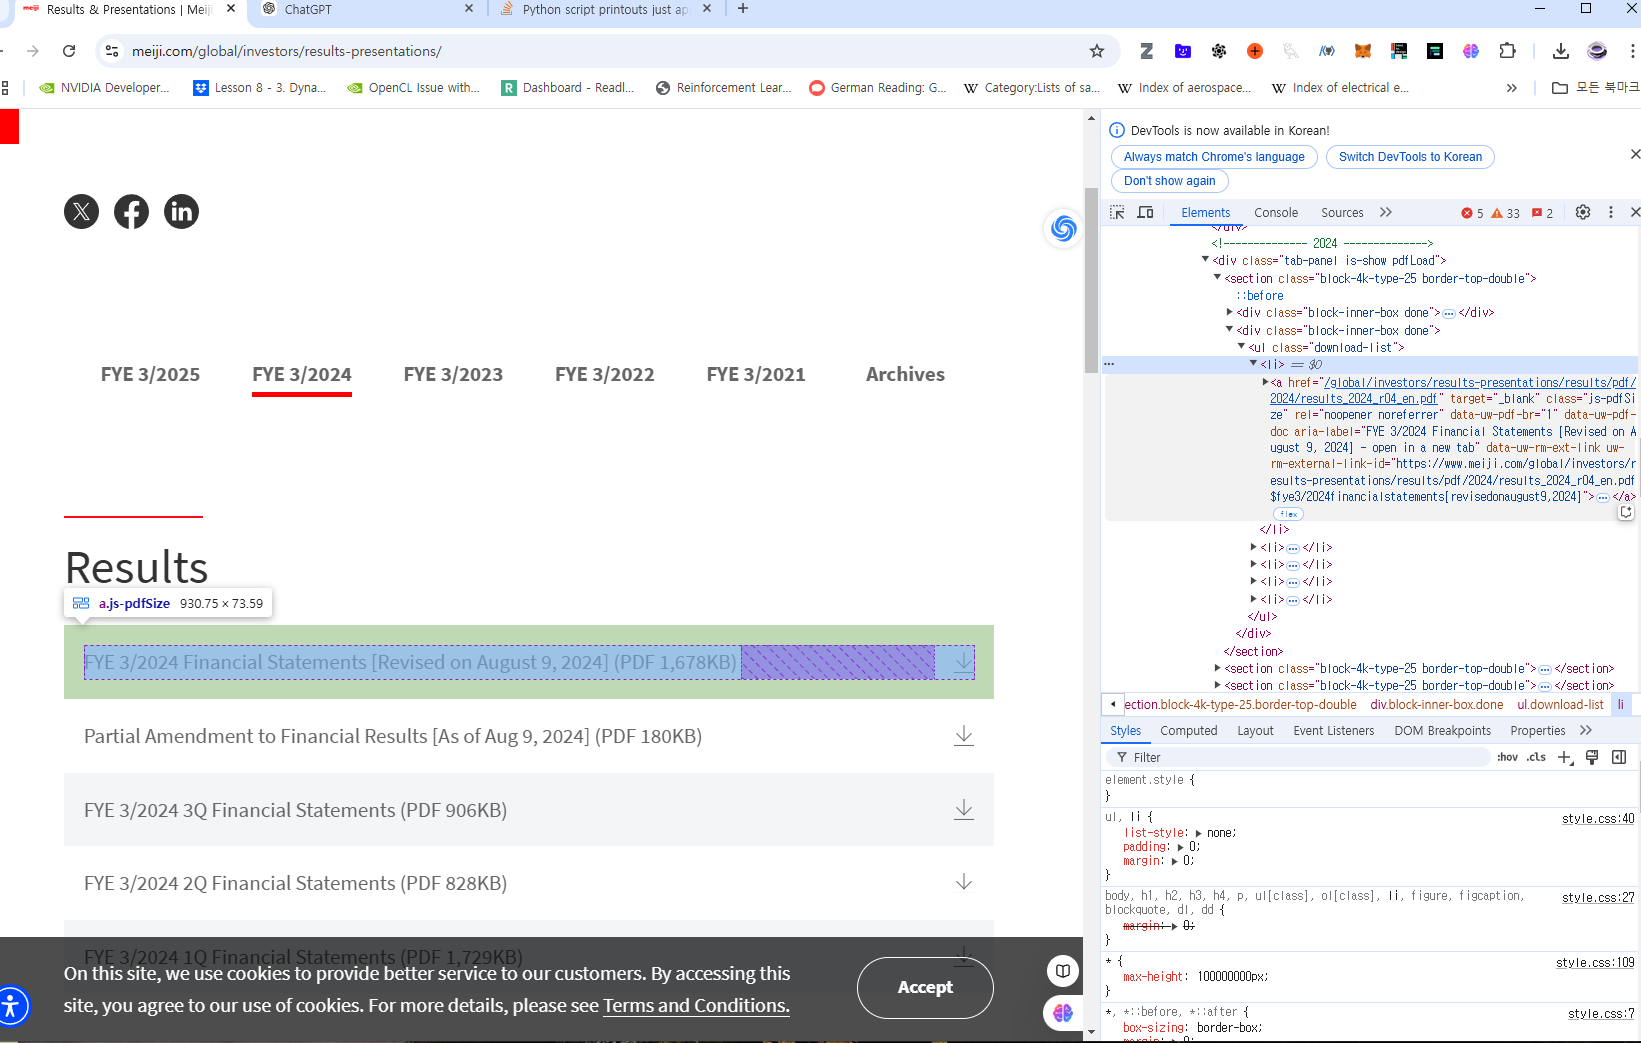 Results & Presentations | Meiji
ChatGPT
Python script printouts just ap
meiji.com/global/investors/results-presentations/
NVIDIA Developer...
Lesson 8 - 3. Dyna...
OpenCL Issue with...
Dashboard - Readl...
Reinforcement Lear...
German Reading: G...
Category:Lists of sa...
Index of aerospace...
Index of electrical e...
모든 북마크
FYE 3/2025
FYE 3/2024
FYE 3/2023
FYE 3/2022
FYE 3/2021
Archives
Results
a.js-pdfSize 930.75 × 73.59
FYE 3/2024 Financial Statements [Revised on August 9, 2024] (PDF 1,678KB)
Partial Amendment to Financial Results [As of Aug 9, 2024] (PDF 180KB)
FYE 3/2024 3Q Financial Statements (PDF 906KB)
FYE 3/2024 2Q Financial Statements (PDF 828KB)
FYE 3/2024 1Q Financial Statements (PDF 1,729KB)
On this site, we use cookies to provide better service to our customers. By accessing this
site, you agree to our use of cookies. For more details, please see Terms and Conditions.
Accept
DevTools is now available in Korean!
Always match Chrome's language
Switch DevTools to Korean
Don't show again
Elements
Console
Sources
5
33
2
</div>
<!-------------- 2024 -------------->
<div class="tab-panel is-show pdfLoad">
<section class="block-4k-type-25 border-top-double">
::before
<div class="block-inner-box done">…</div>
<div class="block-inner-box done">
<ul class="download-list">
<li> == $0
<a href="/global/investors/results-presentations/results/pdf/
2024/results_2024_r04_en.pdf" target="_blank" class="js-pdfSi
ze" rel="noopener noreferrer" data-uw-pdf-br="1" data-uw-pdf-
doc aria-label="FYE 3/2024 Financial Statements [Revised on A
ugust 9, 2024] - open in a new tab" data-uw-rm-ext-link uw-
rm-external-link-id="https://www.meiji.com/global/investors/r
esults-presentations/results/pdf/2024/results_2024_r04_en.pdf
$fye3/2024financialstatements[revisedonaugust9,2024]">…</a>
flex
</li>
<li>…</li>
<li>…</li>
<li>…</li>
<li>…</li>
</ul>
</div>
</section>
<section class="block-4k-type-25 border-top-double">…</section>
<section class="block-4k-type-25 border-top-double">…</section>
ection.block-4k-type-25.border-top-double
div.block-inner-box.done
ul.download-list
li
Styles
Computed
Layout
Event Listeners
DOM Breakpoints
Properties
Filter
:hov .cls
element.style {
}
ul, li {
style.css:40
list-style: none;
padding: 0;
margin: 0;
}
body, h1, h2, h3, h4, p, ul[class], ol[class], li, figure, figcaption,
style.css:27
blockquote, dl, dd {
margin: 0;
}
* {
style.css:109
max-height: 100000000px;
}
*, *::before, *::after {
style.css:7
box-sizing: border-box;
margin: 0;